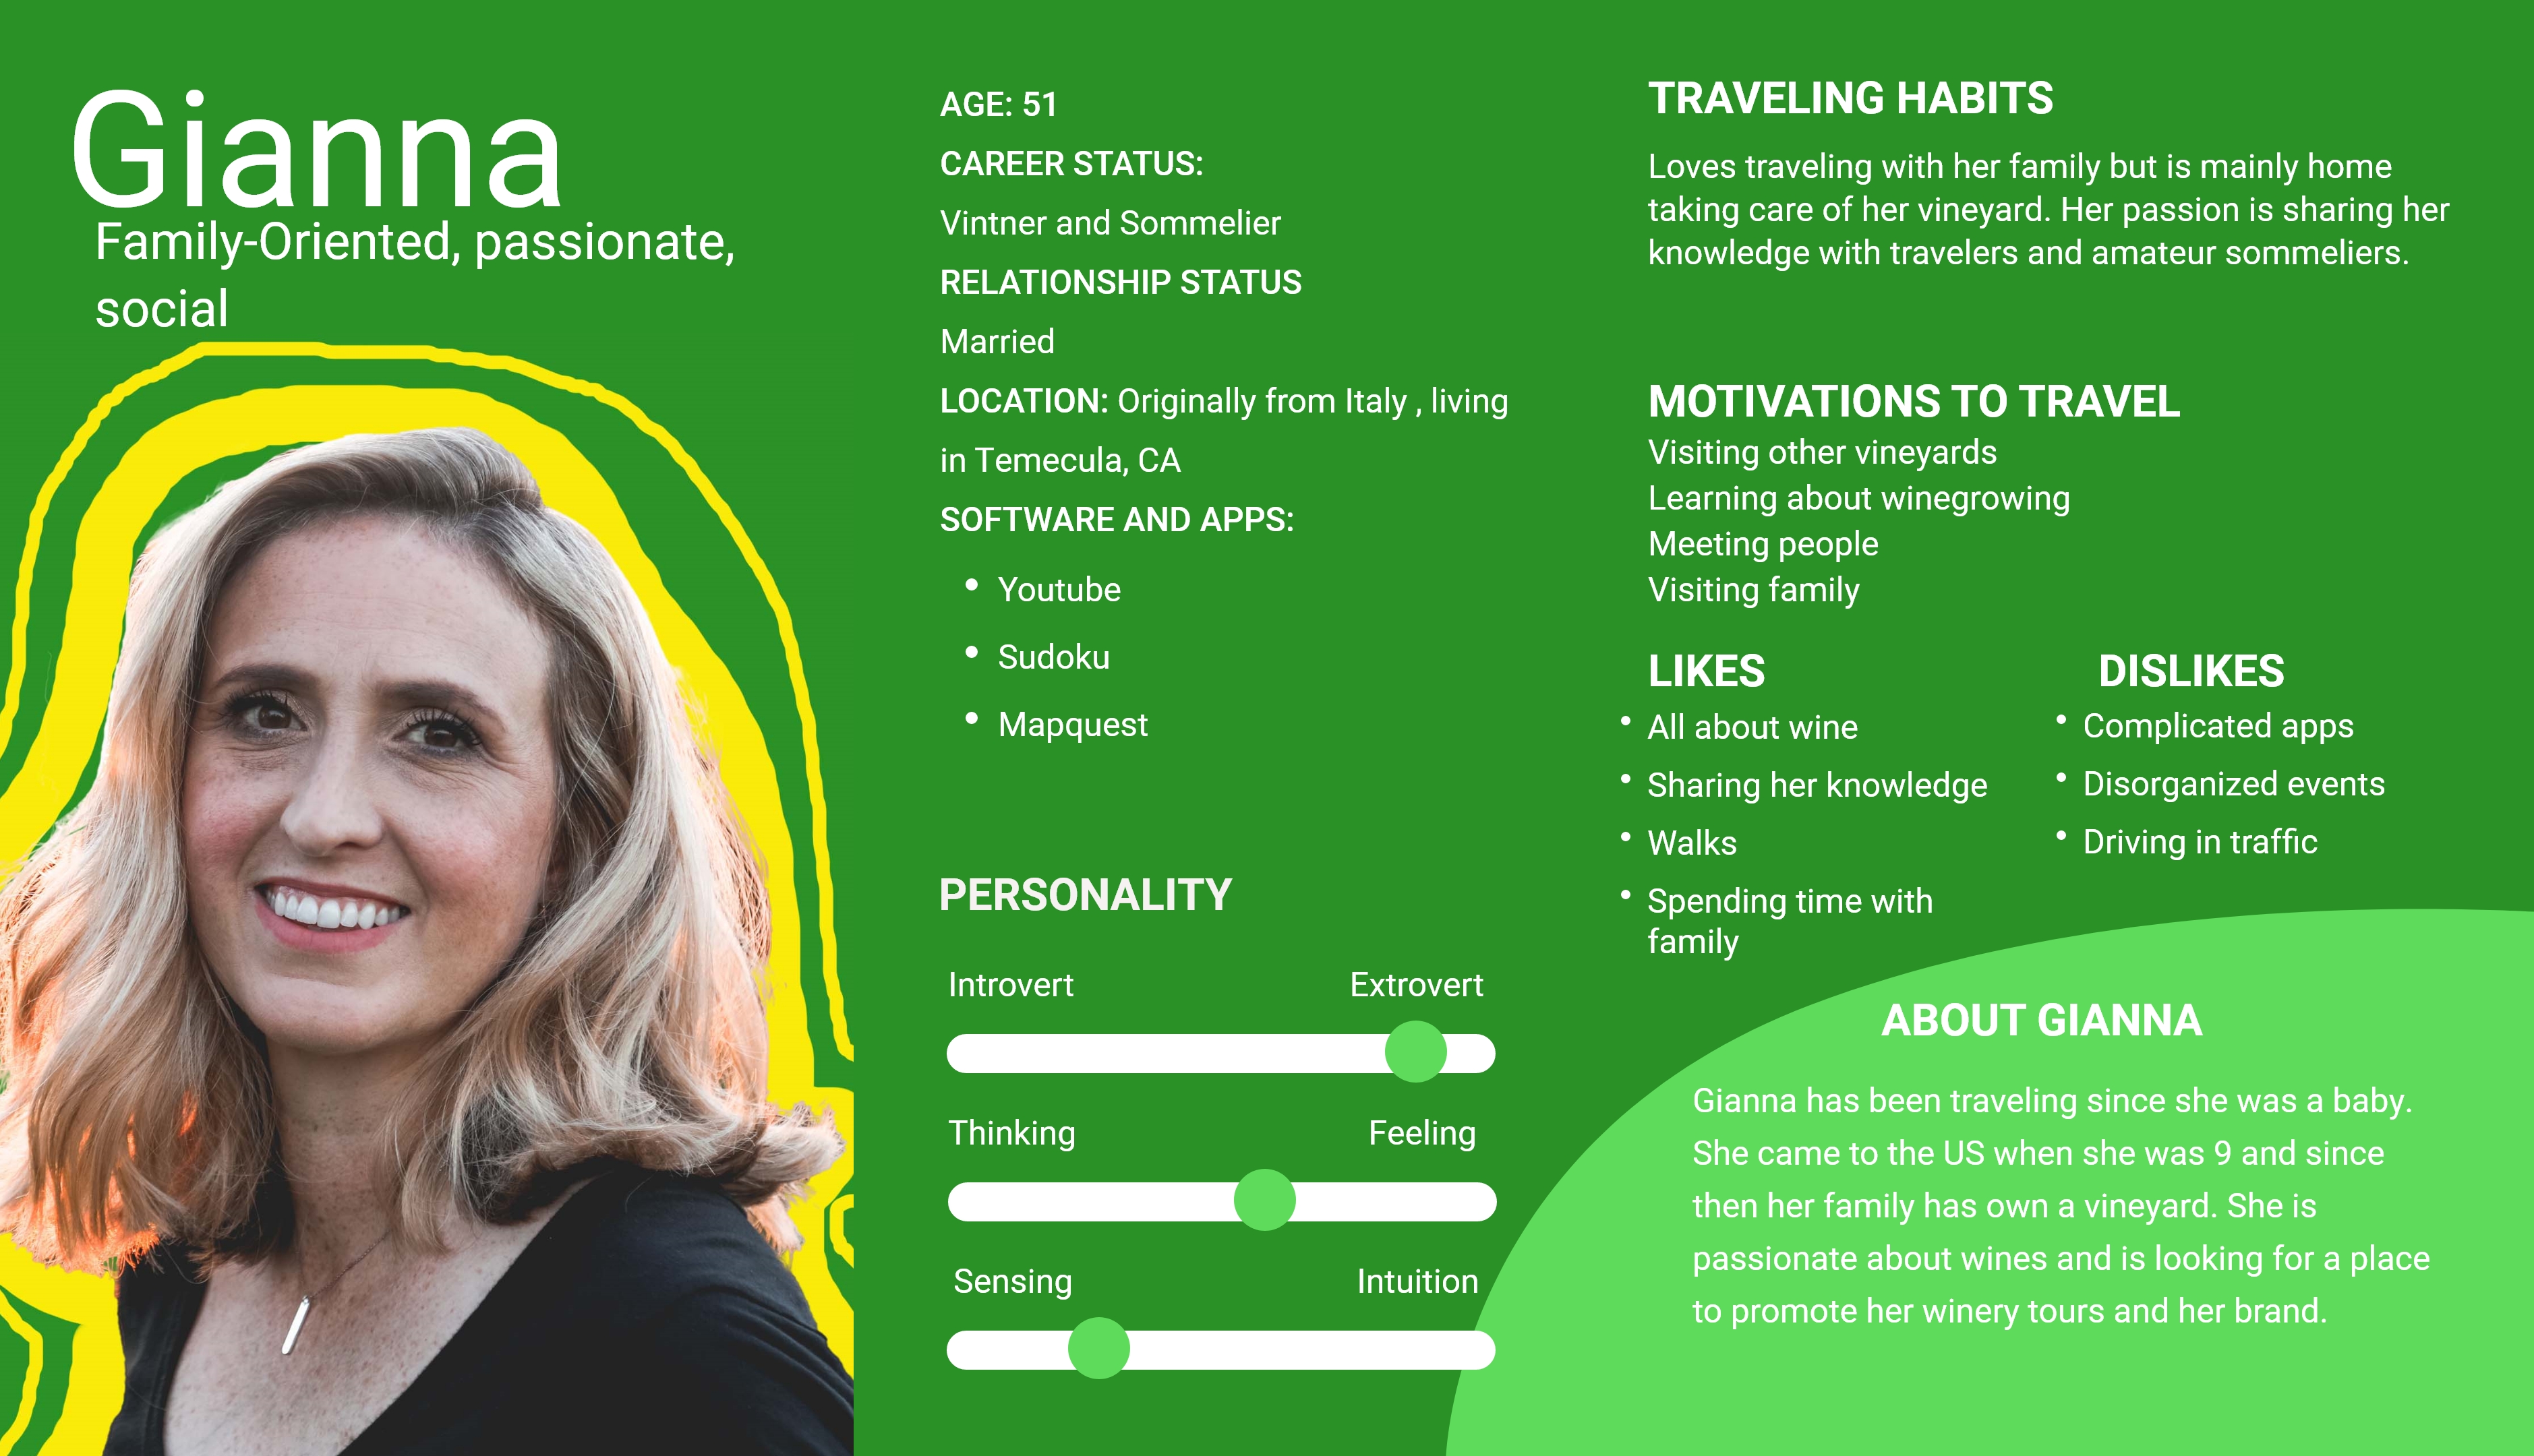 Gianna
Family-Oriented, passionate,
social
AGE: 51
CAREER STATUS:
Vintner and Sommelier
RELATIONSHIP STATUS
Married
LOCATION: Originally from Italy , living
in Temecula, CA
SOFTWARE AND APPS:
• Youtube
• Sudoku
• Mapquest
PERSONALITY
Introvert Extrovert
Thinking Feeling
Sensing Intuition
TRAVELING HABITS
Loves traveling with her family but is mainly home
taking care of her vineyard. Her passion is sharing her
knowledge with travelers and amateur sommeliers.
MOTIVATIONS TO TRAVEL
Visiting other vineyards
Learning about winegrowing
Meeting people
Visiting family
LIKES
• All about wine
• Sharing her knowledge
• Walks
• Spending time with
family
DISLIKES
• Complicated apps
• Disorganized events
• Driving in traffic
ABOUT GIANNA
Gianna has been traveling since she was a baby.
She came to the US when she was 9 and since
then her family has own a vineyard. She is
passionate about wines and is looking for a place
to promote her winery tours and her brand.